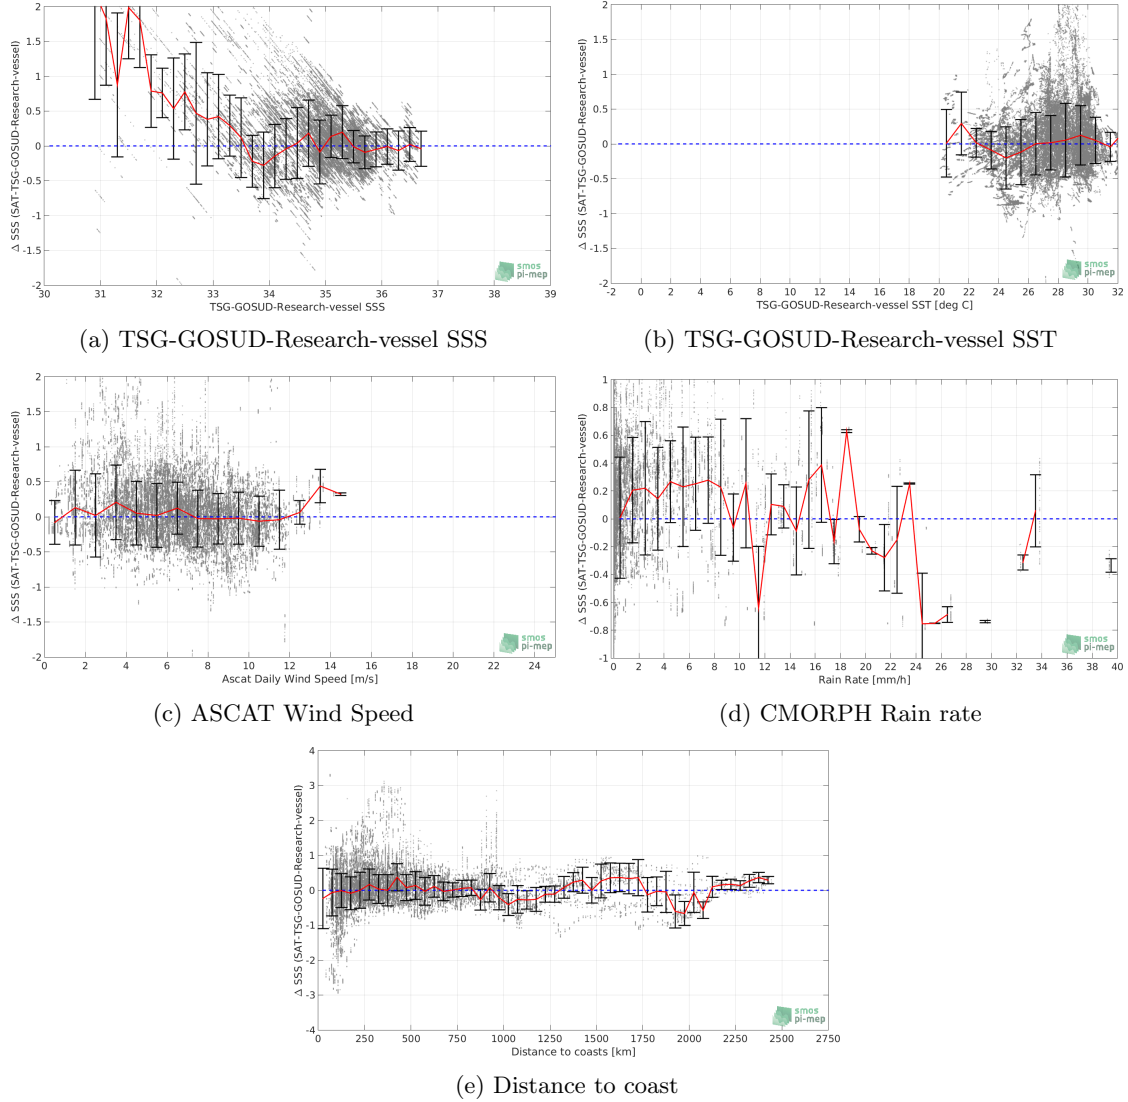 2
1.5
1
0.5
0
-0.5
-1
-1.5
-2
Δ SSS (SAT-TSG-GOSUD-Research-vessel)
30 31 32 33 34 35 36 37 38 39
TSG-GOSUD-Research-vessel SSS
smos
pi-mep
(a) TSG-GOSUD-Research-vessel SSS
2
1.5
1
0.5
0
-0.5
-1
-1.5
-2
Δ SSS (SAT-TSG-GOSUD-Research-vessel)
-2 0 2 4 6 8 10 12 14 16 18 20 22 24 26 28 30 32
TSG-GOSUD-Research-vessel SST [deg C]
smos
pi-mep
(b) TSG-GOSUD-Research-vessel SST
2
1.5
1
0.5
0
-0.5
-1
-1.5
-2
Δ SSS (SAT-TSG-GOSUD-Research-vessel)
0 2 4 6 8 10 12 14 16 18 20 22 24
Ascat Daily Wind Speed [m/s]
smos
pi-mep
(c) ASCAT Wind Speed
1
0.8
0.6
0.4
0.2
0
-0.2
-0.4
-0.6
-0.8
-1
Δ SSS (SAT-TSG-GOSUD-Research-vessel)
0 2 4 6 8 10 12 14 16 18 20 22 24 26 28 30 32 34 36 38 40
Rain Rate [mm/h]
smos
pi-mep
(d) CMORPH Rain rate
4
3
2
1
0
-1
-2
-3
-4
Δ SSS (SAT-TSG-GOSUD-Research-vessel)
0 250 500 750 1000 1250 1500 1750 2000 2250 2500 2750
Distance to coasts [km]
smos
pi-mep
(e) Distance to coast